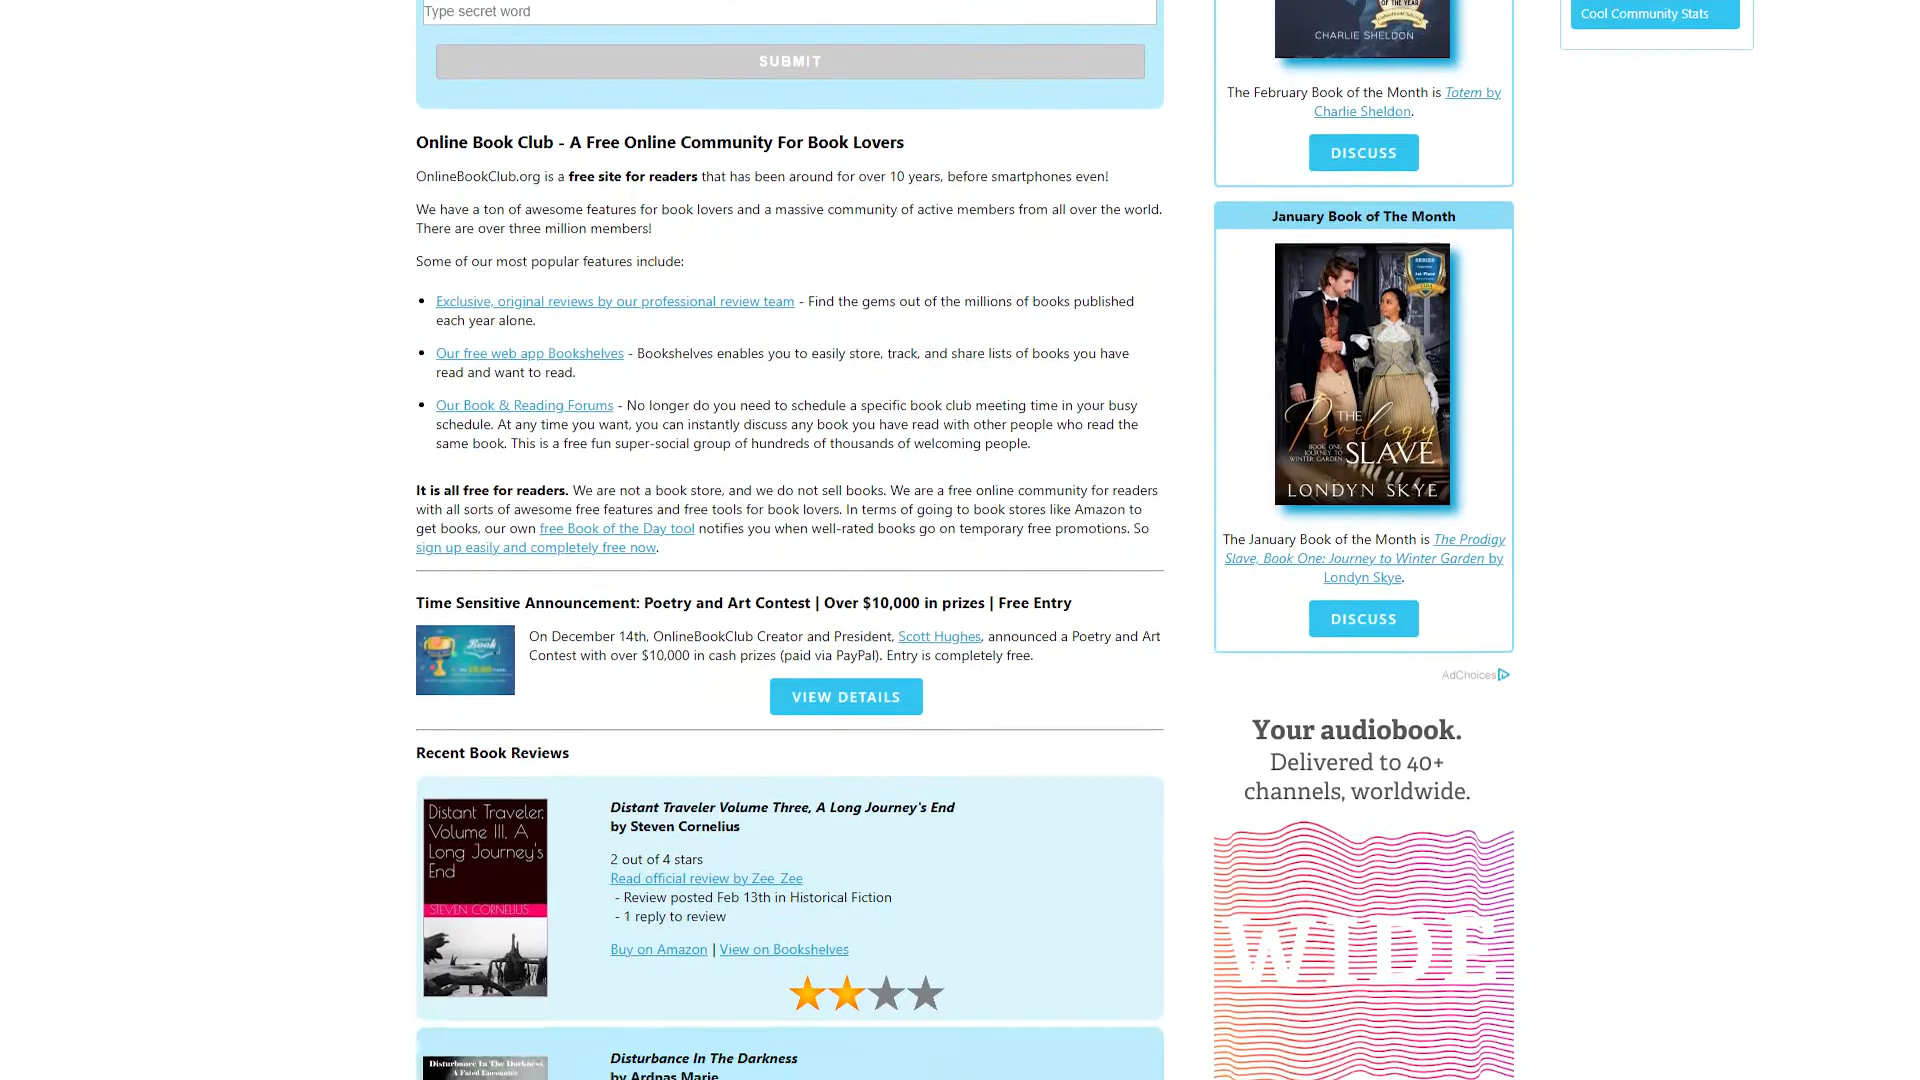 Type secret word
SUBMIT
Online Book Club - A Free Online Community For Book Lovers
OnlineBookClub.org is a free site for readers that has been around for over 10 years, before smartphones even!
We have a ton of awesome features for book lovers and a massive community of active members from all over the world.
There are over three million members!
Some of our most popular features include:
Exclusive, original reviews by our professional review team - Find the gems out of the millions of books published
each year alone.
Our free web app Bookshelves - Bookshelves enables you to easily store, track, and share lists of books you have
read and want to read.
Our Book & Reading Forums - No longer do you need to schedule a specific book club meeting time in your busy
schedule. At any time you want, you can instantly discuss any book you have read with other people who read the
same book. This is a free fun super-social group of hundreds of thousands of welcoming people.
It is all free for readers. We are not a book store, and we do not sell books. We are a free online community for readers
with all sorts of awesome free features and free tools for book lovers. In terms of going to book stores like Amazon to
get books, our own free Book of the Day tool notifies you when well-rated books go on temporary free promotions. So
sign up easily and completely free now.
Time Sensitive Announcement: Poetry and Art Contest | Over $10,000 in prizes | Free Entry
Book
On December 14th, OnlineBookClub Creator and President, Scott Hughes, announced a Poetry and Art
Contest with over $10,000 in cash prizes (paid via PayPal). Entry is completely free.
VIEW DETAILS
Recent Book Reviews
Distant Traveler,
Volume III, A
Long Journey's
End
STEVEN CORNELIUS
Distant Traveler Volume Three, A Long Journey's End
by Steven Cornelius
2 out of 4 stars
Read official review by Zee_Zee
- Review posted Feb 13th in Historical Fiction
- 1 reply to review
Buy on Amazon | View on Bookshelves
Disturbance In The Darkness
A Fated Encounter
Disturbance In The Darkness
by Ardnas Marie
OF THE YEAR
CHARLIE SHELDON
The February Book of the Month is Totem by
Charlie Sheldon.
DISCUSS
January Book of The Month
SERIES
1st Place
THE
Prodigy
BOOK ONE:
JOURNEY TO
WINTER GARDEN
SLAVE
LONDYN SKYE
The January Book of the Month is The Prodigy
Slave, Book One: Journey to Winter Garden by
Londyn Skye.
DISCUSS
AdChoices
Your audiobook.
Delivered to 40+
channels, worldwide.
WIDE
Cool Community Stats